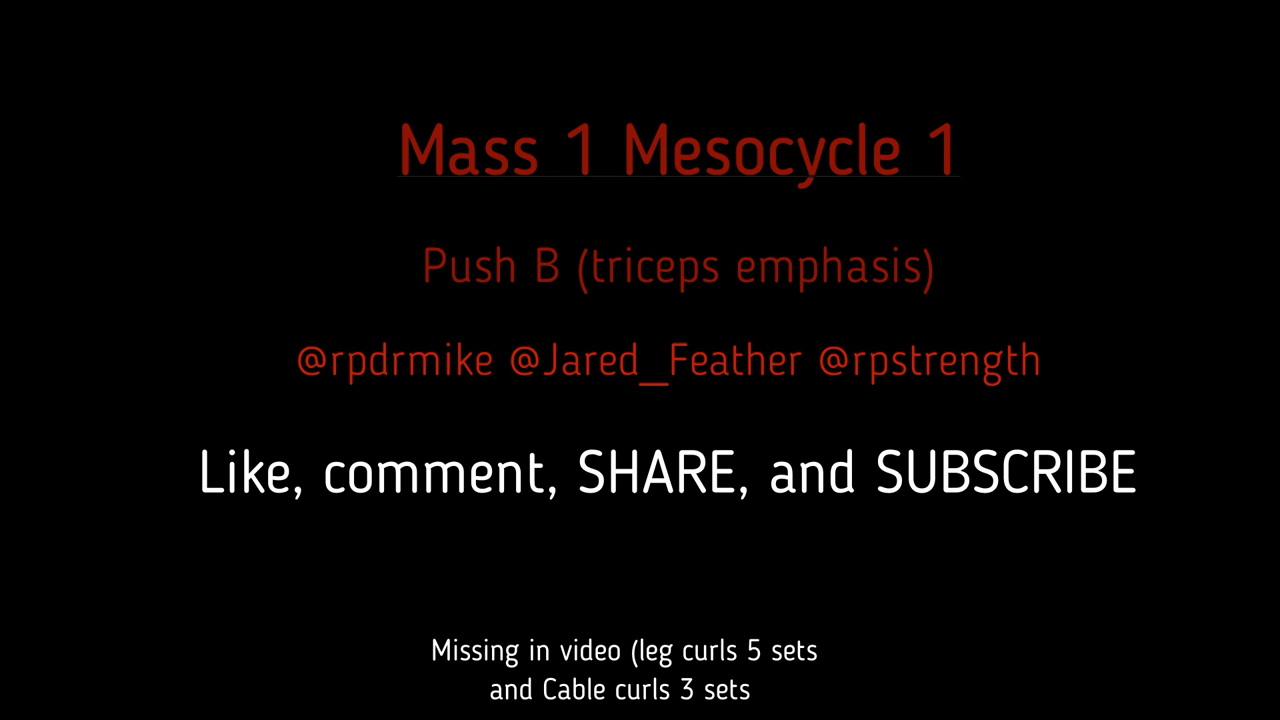 Mass 1 Mesocycle 1
Push B (triceps emphasis)
@rpdrmike @Jared_Feather @rpstrength
Like, comment, SHARE, and SUBSCRIBE
Missing in video (leg curls 5 sets
and Cable curls 3 sets